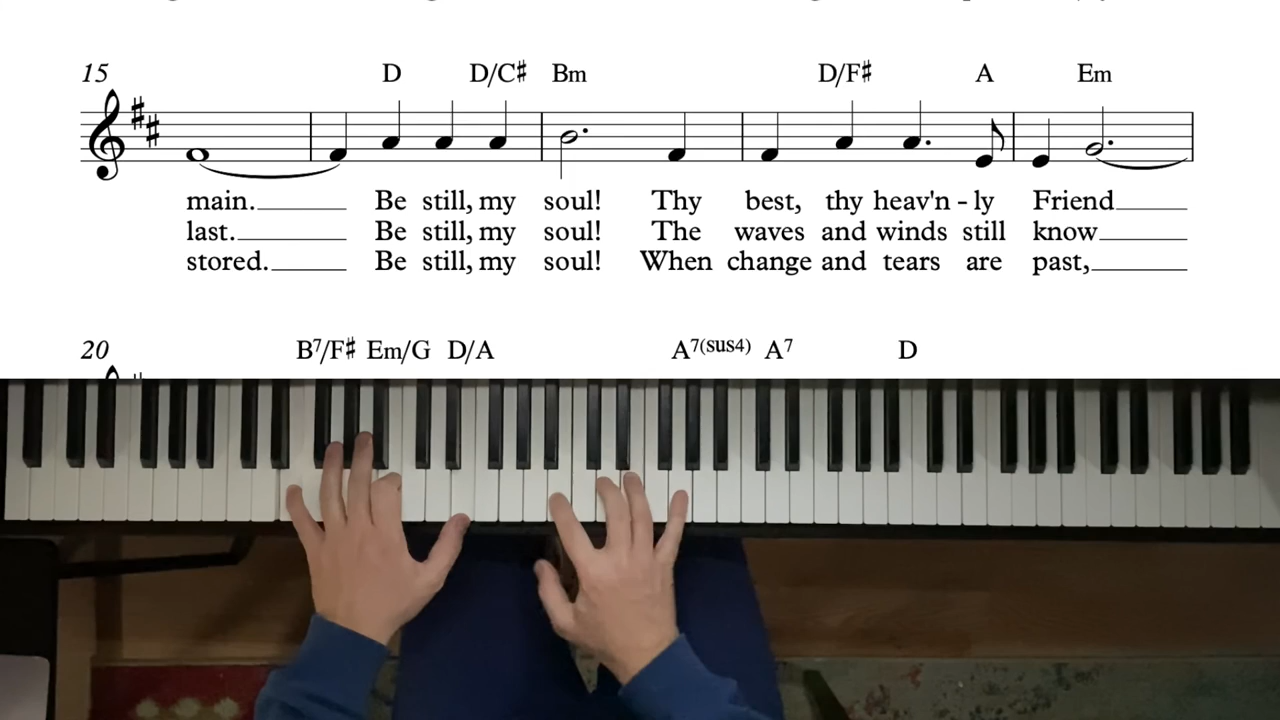 15 D D/C♯ Bm D/F♯ A Em
main. Be still, my soul! Thy best, thy heav'n - ly Friend
last. Be still, my soul! The waves and winds still know
stored. Be still, my soul! When change and tears are past,
20 B7/F♯ Em/G D/A A7(sus4) A7 D